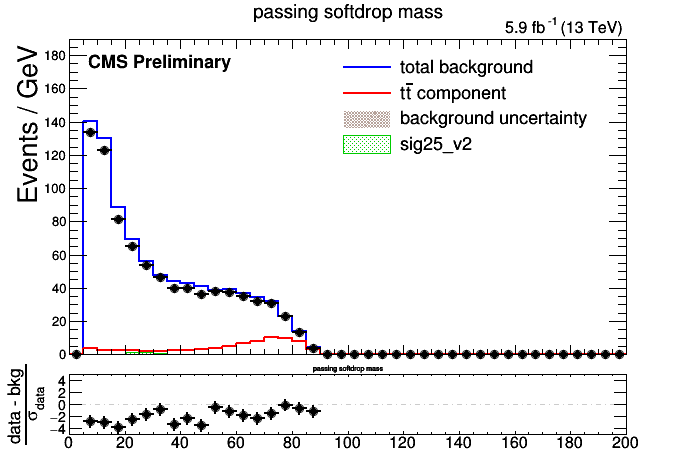 passing softdrop mass
5.9 fb⁻¹ (13 TeV)
CMS Preliminary
total background
tt̅ component
background uncertainty
sig25_v2
Events / GeV
180
160
140
120
100
80
60
40
20
0
passing softdrop mass
data - bkg
σdata
4
2
0
−2
−4
0 20 40 60 80 100 120 140 160 180 200